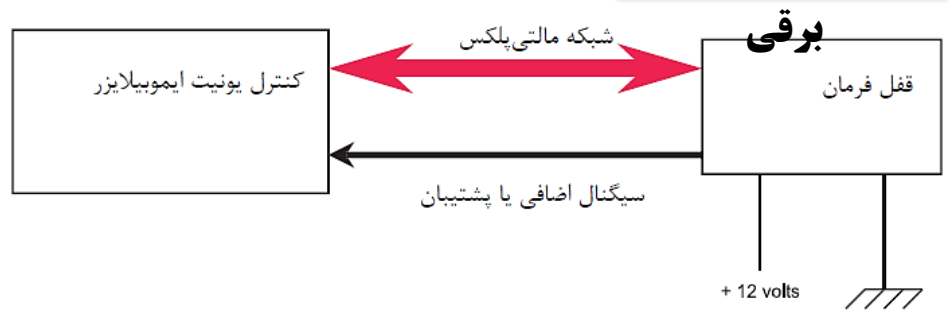 برقی
شبکه مالتی‌پلکس
قفل فرمان
کنترل یونیت ایموبیلایزر
سیگنال اضافی یا پشتیبان
+ 12 volts